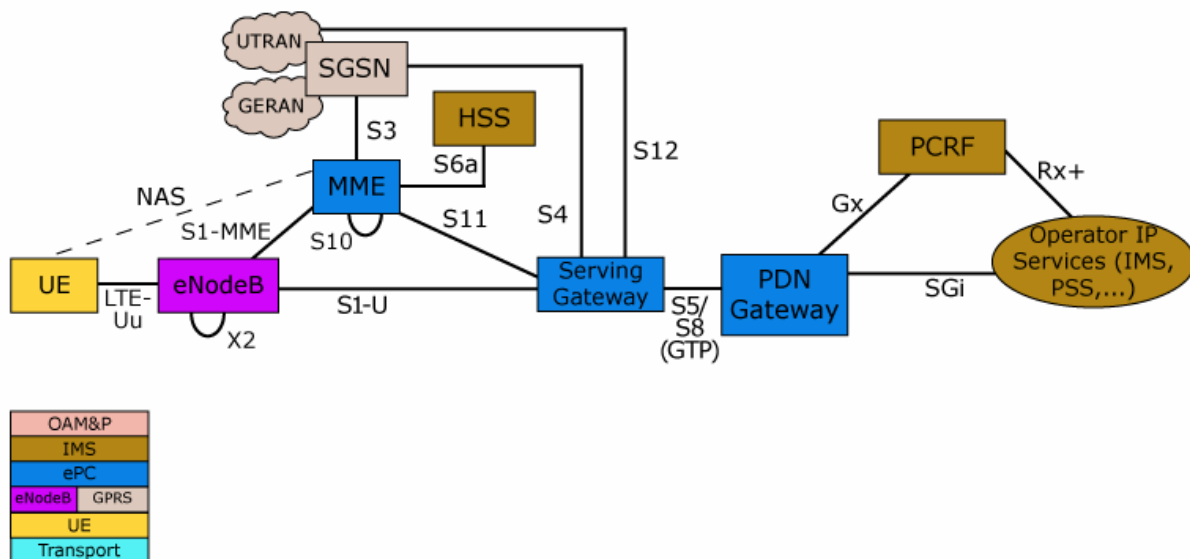 UTRAN
SGSN
GERAN
HSS
S3
S6a
S12
PCRF
Rx+
NAS
MME
S1-MME
S10
S11
S4
Gx
Operator IP
Services (IMS,
PSS,...)
UE
eNodeB
Serving
Gateway
PDN
Gateway
SGi
LTE-
Uu
X2
S1-U
S5/
S8
(GTP)
OAM&P
IMS
ePC
eNodeB GPRS
UE
Transport